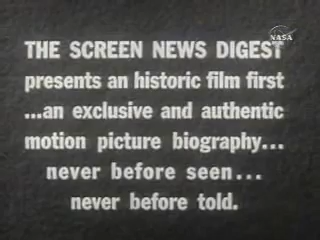 NASA
THE SCREEN NEWS DIGEST
presents an historic film first
...an exclusive and authentic
motion picture biography...
never before seen...
never before told.